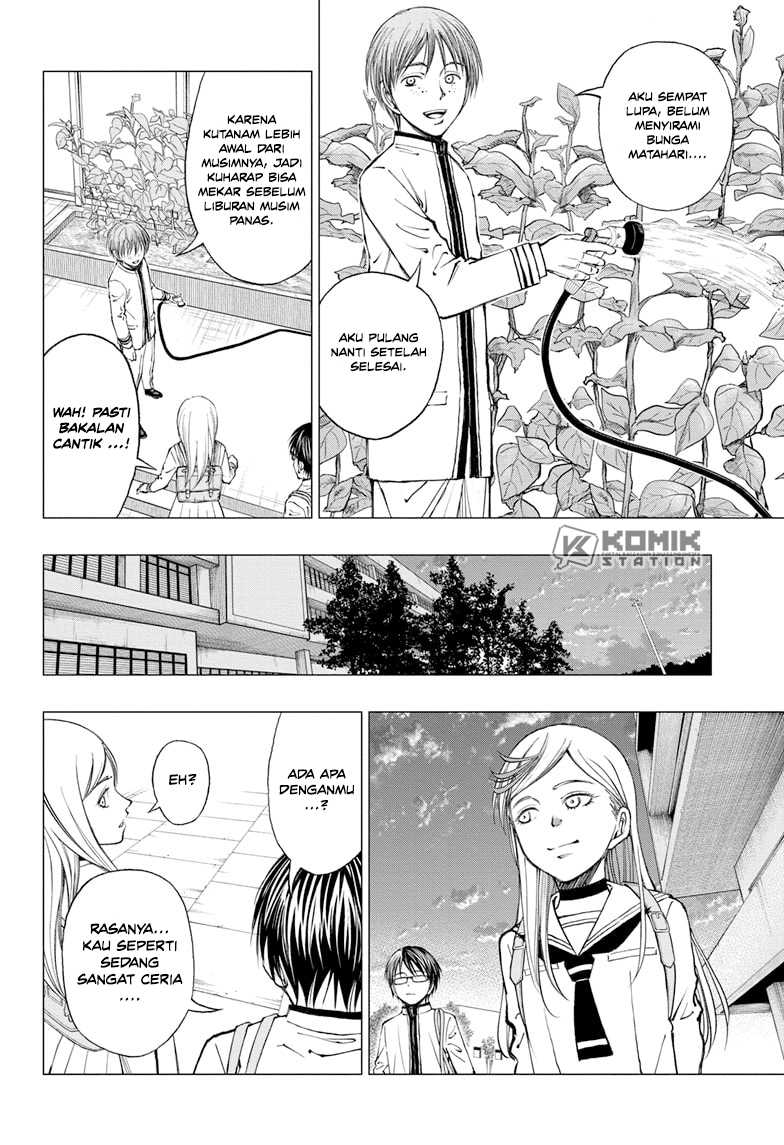 AKU SEMPAT
LUPA, BELUM
MENYIRAMI
BUNGA
MATAHARI....
AKU PULANG
NANTI SETELAH
SELESAI.
KARENA
KUTANAM LEBIH
AWAL DARI
MUSIMNYA, JADI
KUHARAP BISA
MEKAR SEBELUM
LIBURAN MUSIM
PANAS.
WAH! PASTI
BAKALAN
CANTIK ...!
KOMIK
STATION
ADA APA
DENGANMU
...?
EH?
RASANYA...
KAU SEPERTI
SEDANG
SANGAT CERIA
....